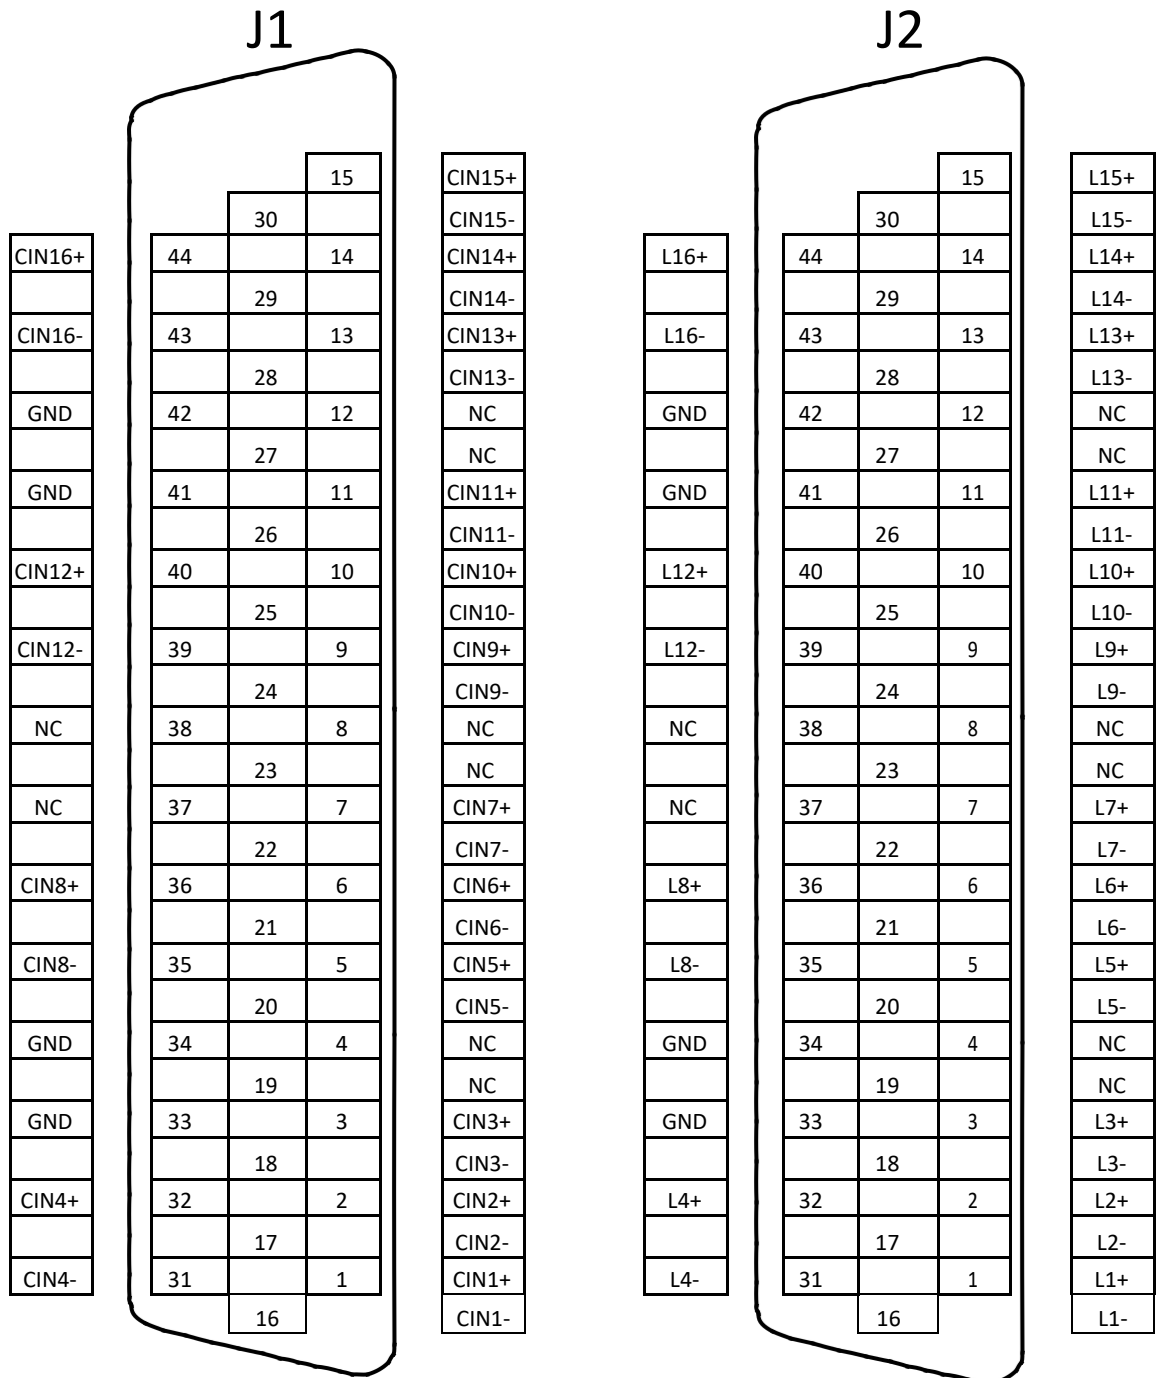 J1 J2
15 CIN15+ 15 L15+
30 CIN15- 30 L15-
CIN16+ 44 14 CIN14+ L16+ 44 14 L14+
29 CIN14- 29 L14-
CIN16- 43 13 CIN13+ L16- 43 13 L13+
28 CIN13- 28 L13-
GND 42 12 NC GND 42 12 NC
27 NC 27 NC
GND 41 11 CIN11+ GND 41 11 L11+
26 CIN11- 26 L11-
CIN12+ 40 10 CIN10+ L12+ 40 10 L10+
25 CIN10- 25 L10-
CIN12- 39 9 CIN9+ L12- 39 9 L9+
24 CIN9- 24 L9-
NC 38 8 NC NC 38 8 NC
23 NC 23 NC
NC 37 7 CIN7+ NC 37 7 L7+
22 CIN7- 22 L7-
CIN8+ 36 6 CIN6+ L8+ 36 6 L6+
21 CIN6- 21 L6-
CIN8- 35 5 CIN5+ L8- 35 5 L5+
20 CIN5- 20 L5-
GND 34 4 NC GND 34 4 NC
19 NC 19 NC
GND 33 3 CIN3+ GND 33 3 L3+
18 CIN3- 18 L3-
CIN4+ 32 2 CIN2+ L4+ 32 2 L2+
17 CIN2- 17 L2-
CIN4- 31 1 CIN1+ L4- 31 1 L1+
16 CIN1- 16 L1-